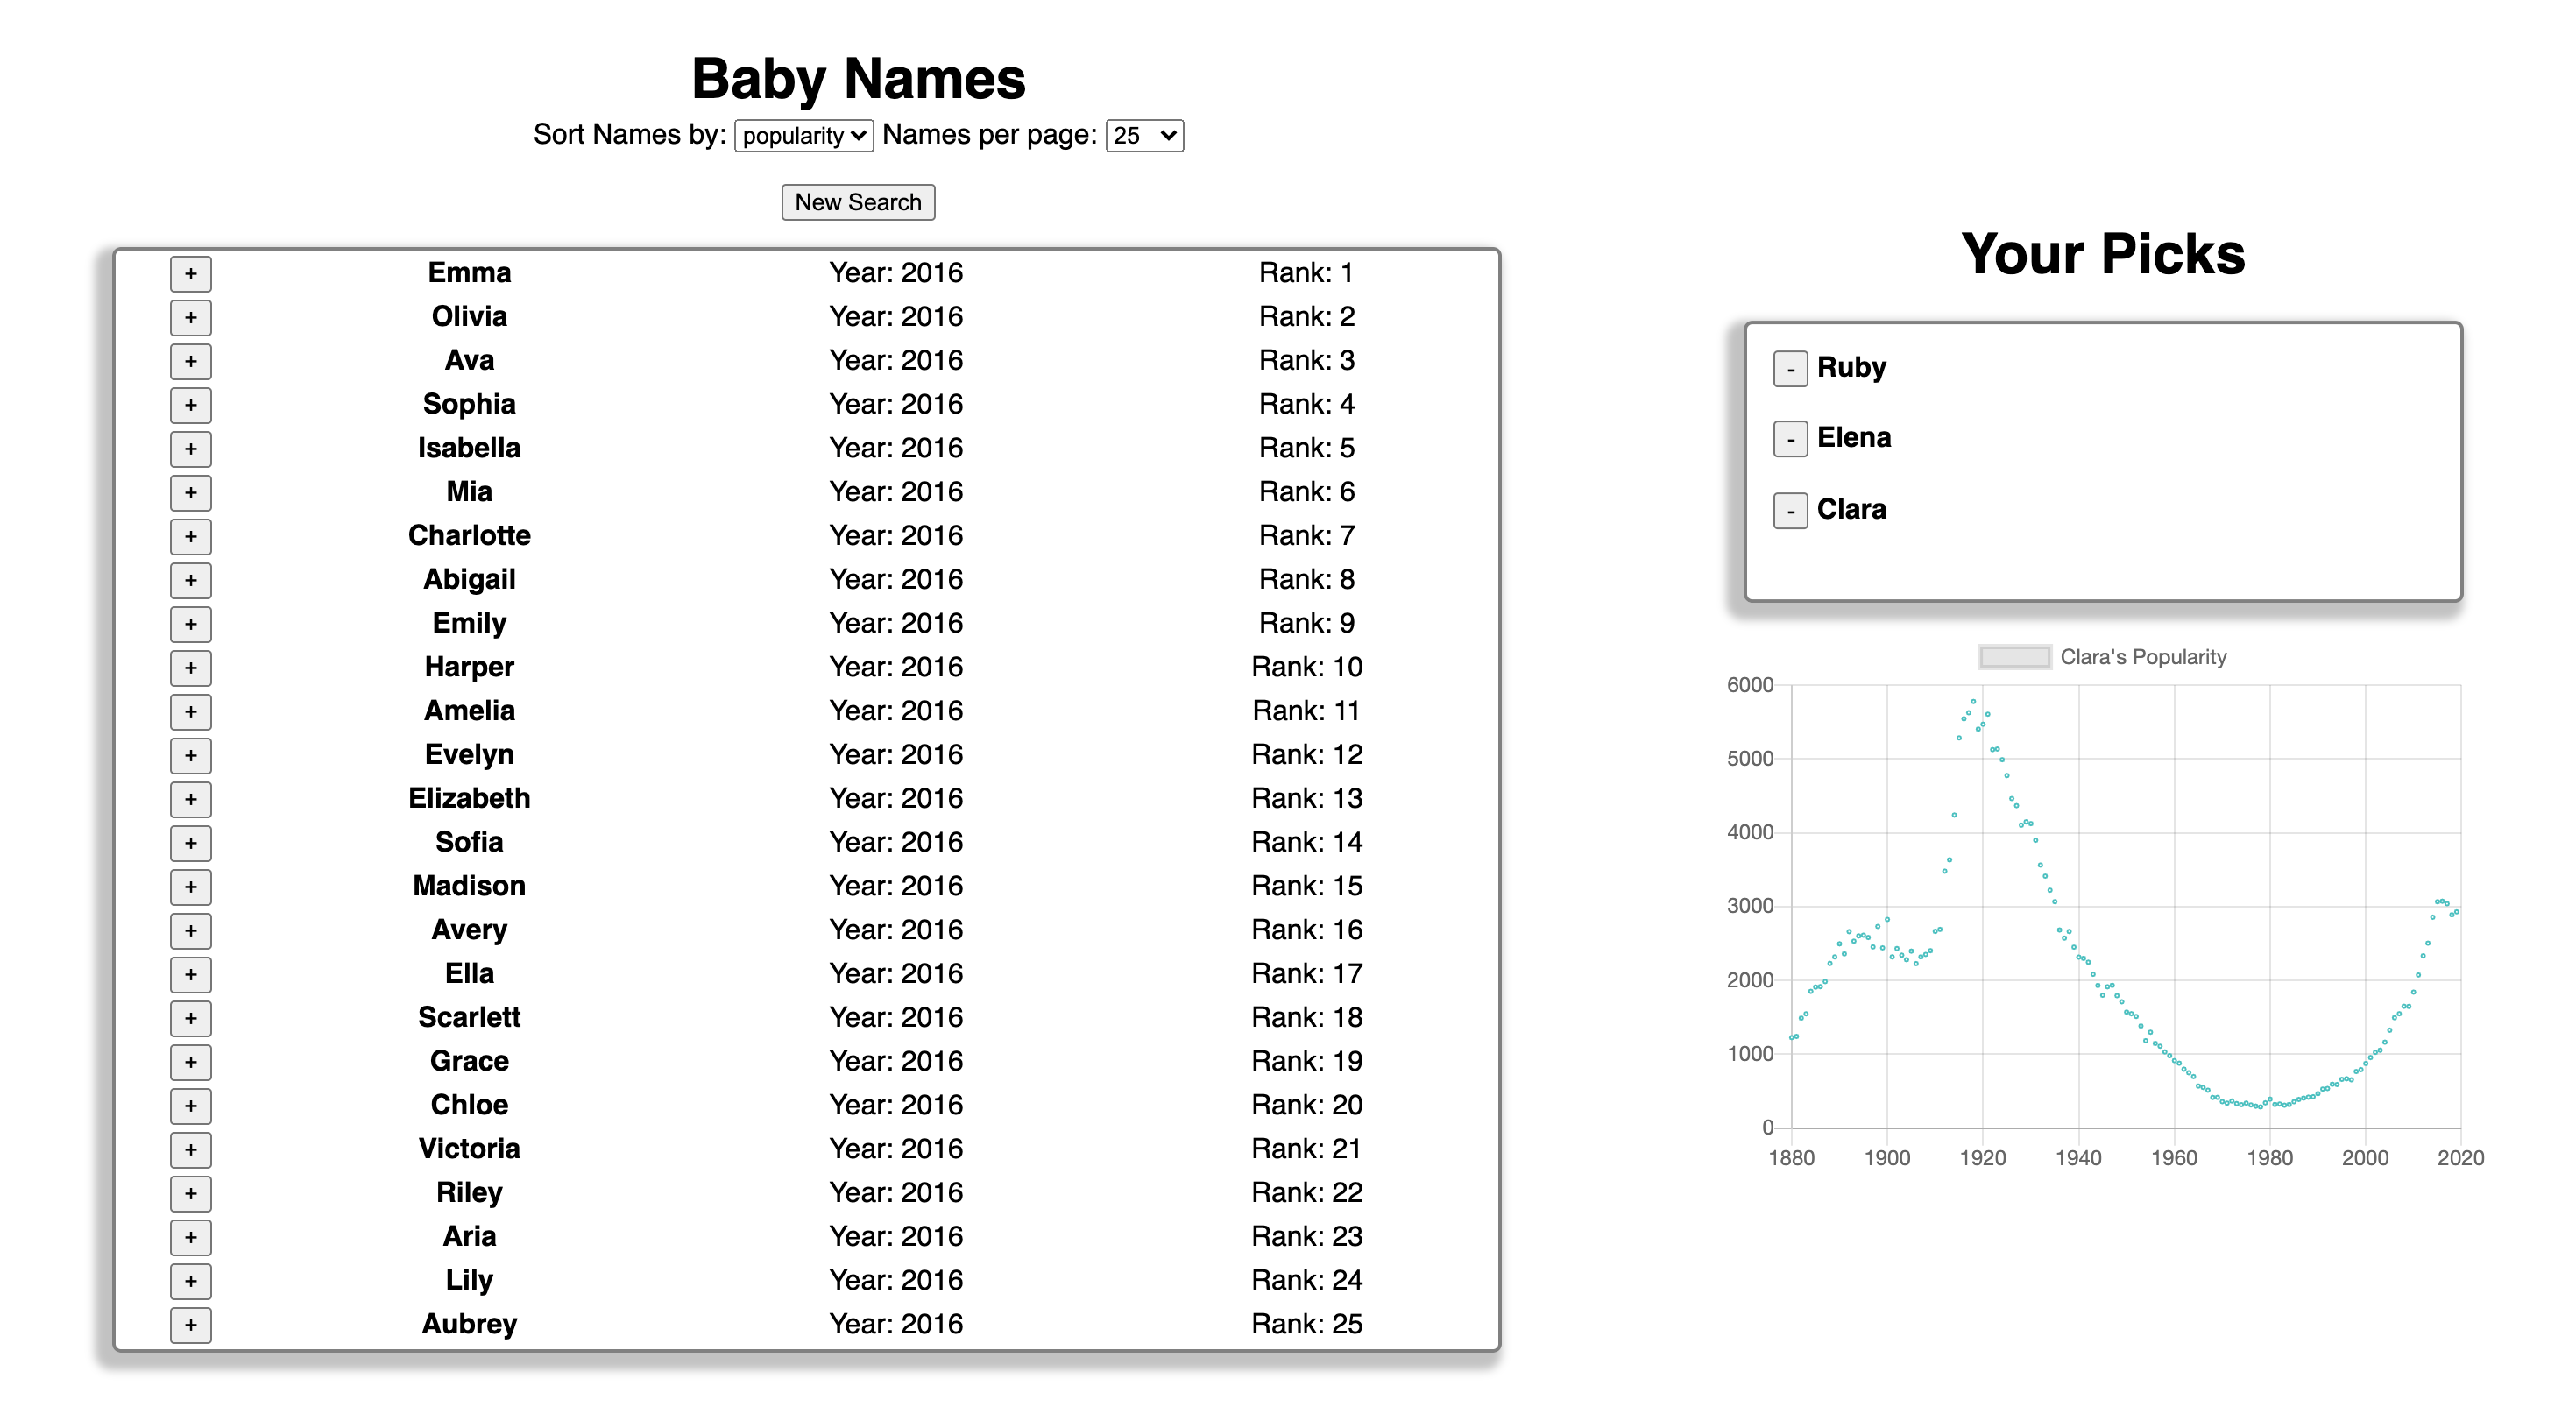 Baby Names
Sort Names by: popularity Names per page: 25
New Search
+ Emma Year: 2016 Rank: 1
+ Olivia Year: 2016 Rank: 2
+ Ava Year: 2016 Rank: 3
+ Sophia Year: 2016 Rank: 4
+ Isabella Year: 2016 Rank: 5
+ Mia Year: 2016 Rank: 6
+ Charlotte Year: 2016 Rank: 7
+ Abigail Year: 2016 Rank: 8
+ Emily Year: 2016 Rank: 9
+ Harper Year: 2016 Rank: 10
+ Amelia Year: 2016 Rank: 11
+ Evelyn Year: 2016 Rank: 12
+ Elizabeth Year: 2016 Rank: 13
+ Sofia Year: 2016 Rank: 14
+ Madison Year: 2016 Rank: 15
+ Avery Year: 2016 Rank: 16
+ Ella Year: 2016 Rank: 17
+ Scarlett Year: 2016 Rank: 18
+ Grace Year: 2016 Rank: 19
+ Chloe Year: 2016 Rank: 20
+ Victoria Year: 2016 Rank: 21
+ Riley Year: 2016 Rank: 22
+ Aria Year: 2016 Rank: 23
+ Lily Year: 2016 Rank: 24
+ Aubrey Year: 2016 Rank: 25
Your Picks
- Ruby
- Elena
- Clara
Clara's Popularity
6000
5000
4000
3000
2000
1000
0
1880 1900 1920 1940 1960 1980 2000 2020